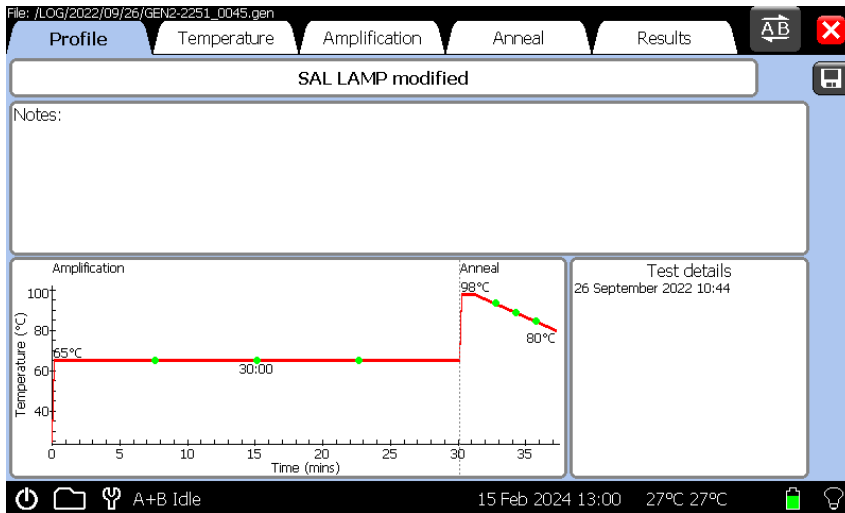 File: /LOG/2022/09/26/GEN2-2251_0045.gen
Profile
Temperature
Amplification
Anneal
Results
AB
SAL LAMP modified
Notes:
Amplification
Anneal
Temperature (°C)
100
80
60
40
65°C
30:00
98°C
80°C
0 5 10 15 20 25 30 35
Time (mins)
Test details
26 September 2022 10:44
A+B Idle
15 Feb 2024 13:00
27°C 27°C